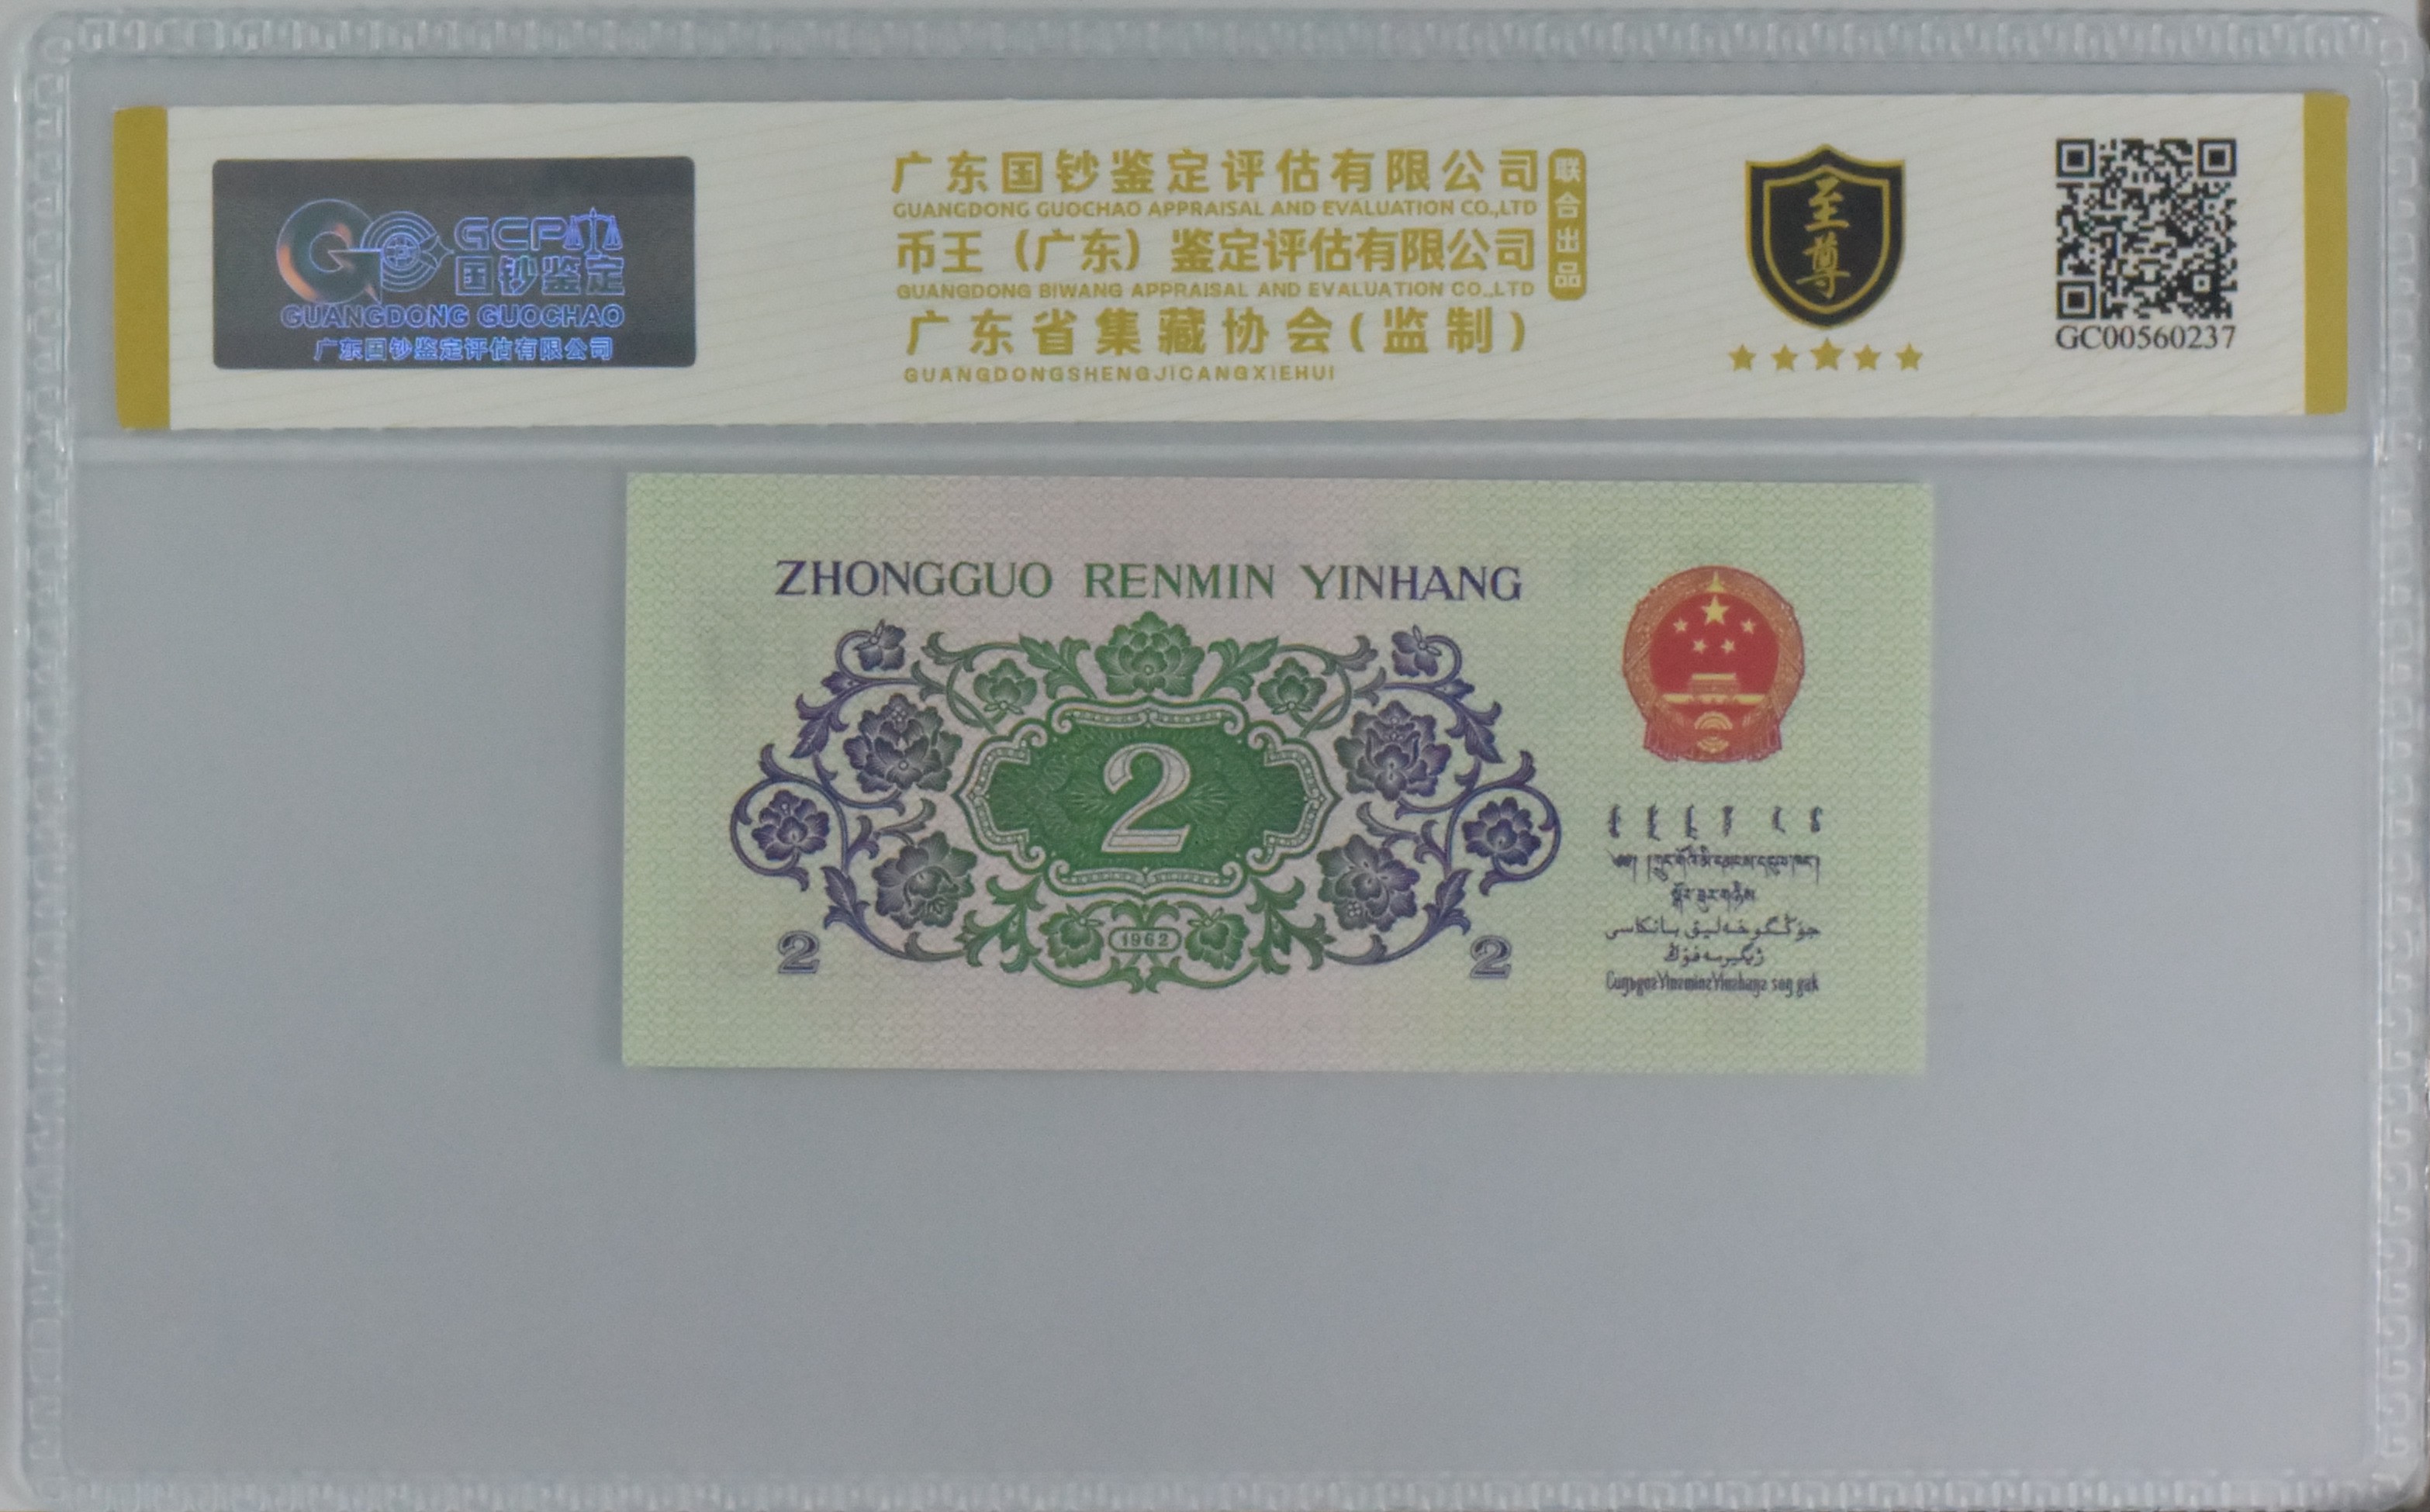 GCP
国钞鉴定
GUANGDONG GUOCHAO
广东国钞鉴定评估有限公司
广东国钞鉴定评估有限公司
GUANGDONG GUOCHAO APPRAISAL AND EVALUATION CO.,LTD
币王（广东）鉴定评估有限公司
GUANGDONG BIWANG APPRAISAL AND EVALUATION CO.,LTD
广东省集藏协会(监制)
GUANGDONGSHENGJICANGXIEHUI
联合出品
至尊
GC00560237
ZHONGGUO RENMIN YINHANG
2
1962
2
2
جۇڭگو خەلىق بانكاسى